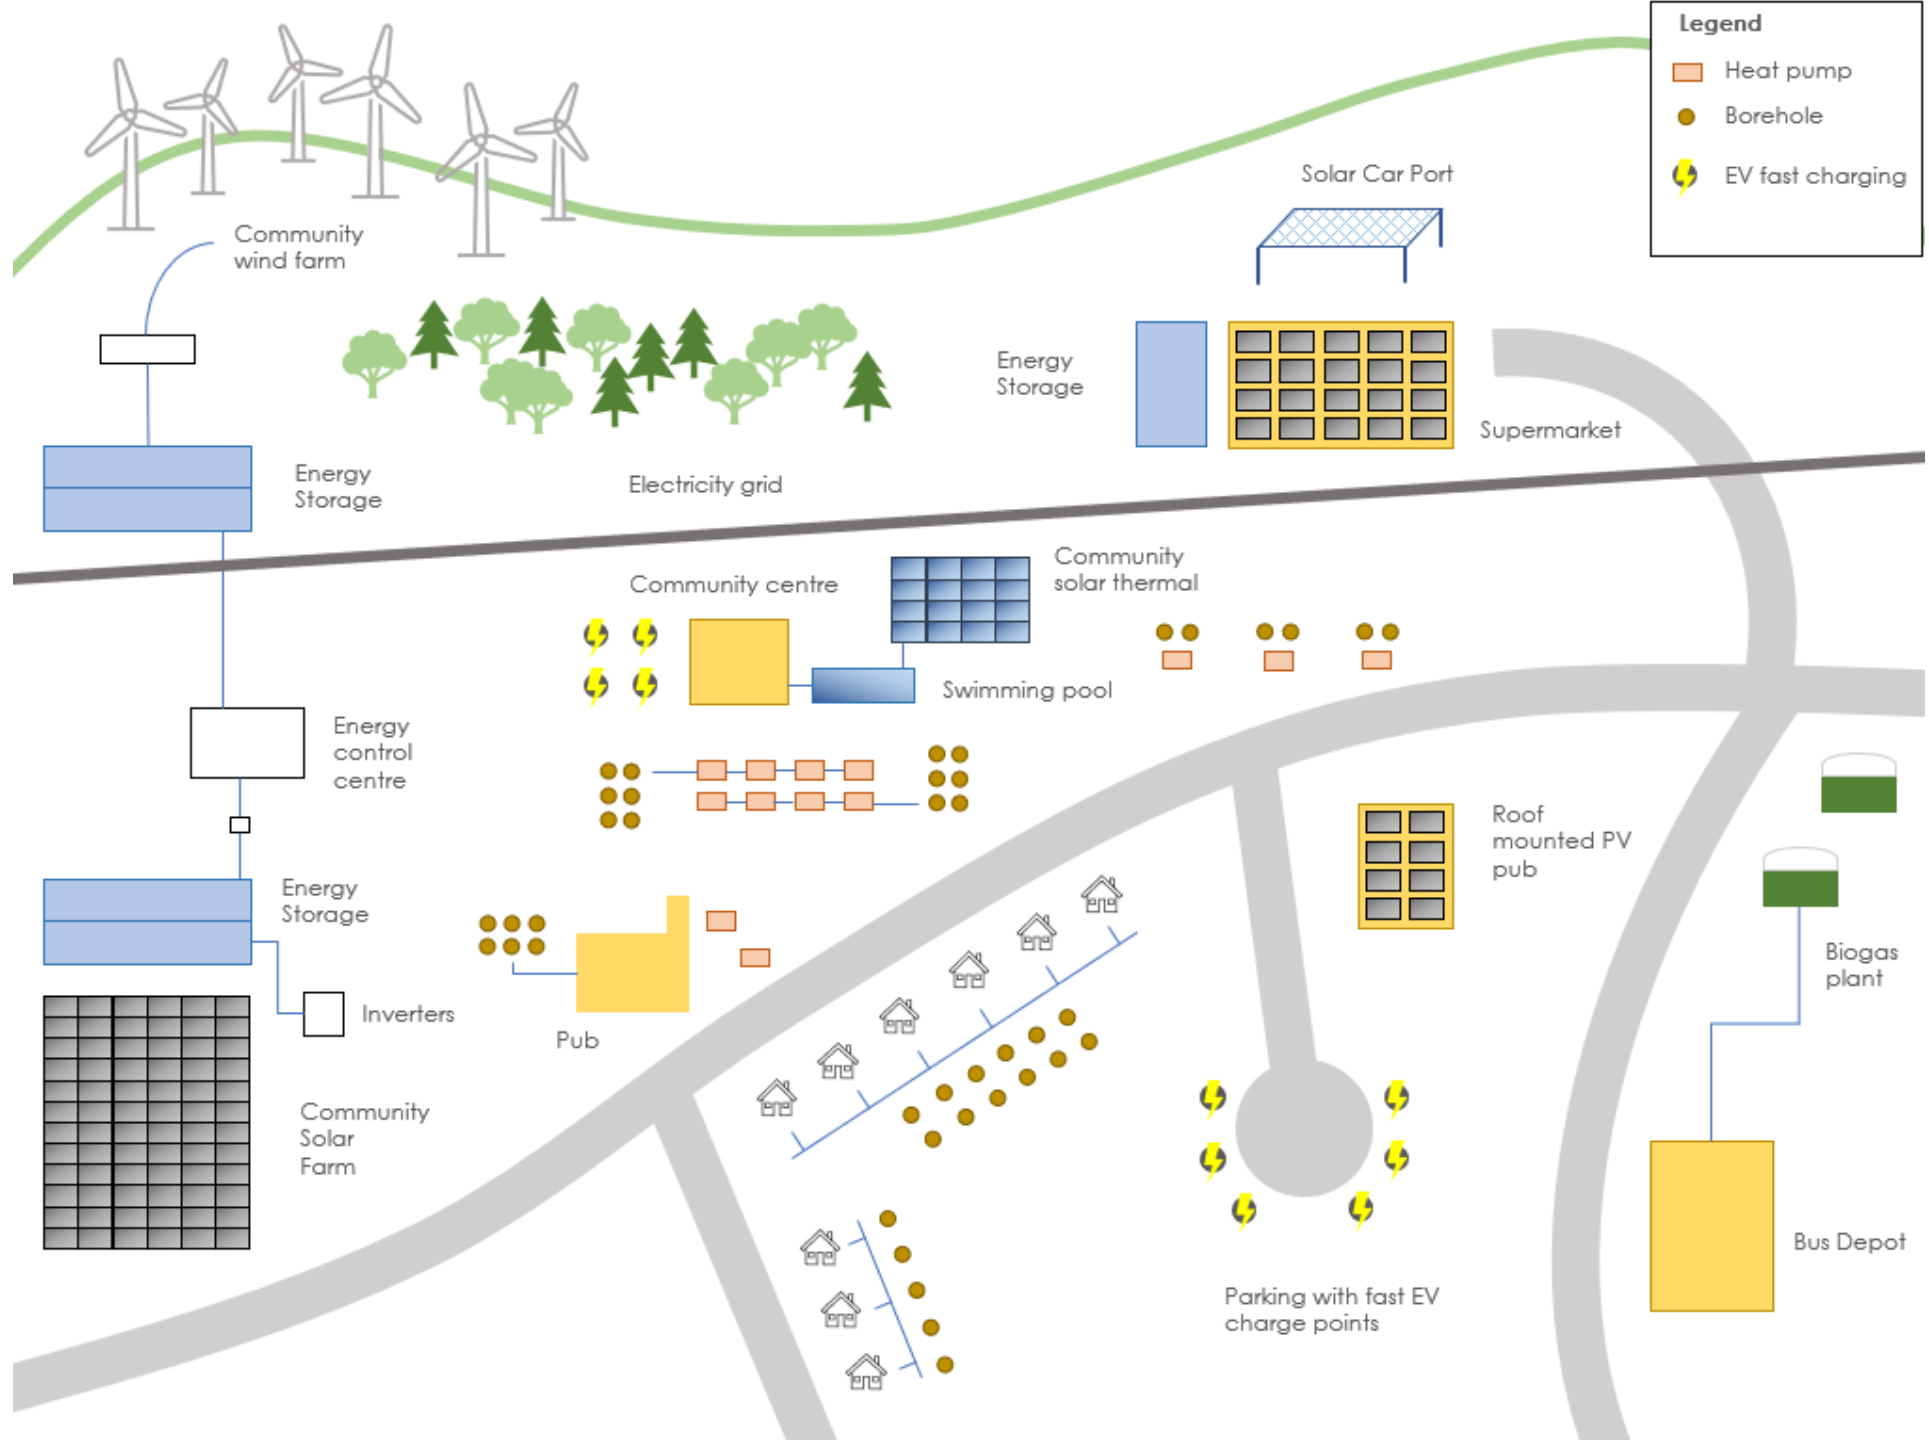 Legend
Heat pump
Borehole
EV fast charging
Solar Car Port
Community
wind farm
Energy
Storage
Supermarket
Energy
Storage
Electricity grid
Community
solar thermal
Community centre
Swimming pool
Energy
control
centre
Roof
mounted PV
pub
Energy
Storage
Biogas
plant
Inverters
Pub
Community
Solar
Farm
Bus Depot
Parking with fast EV
charge points